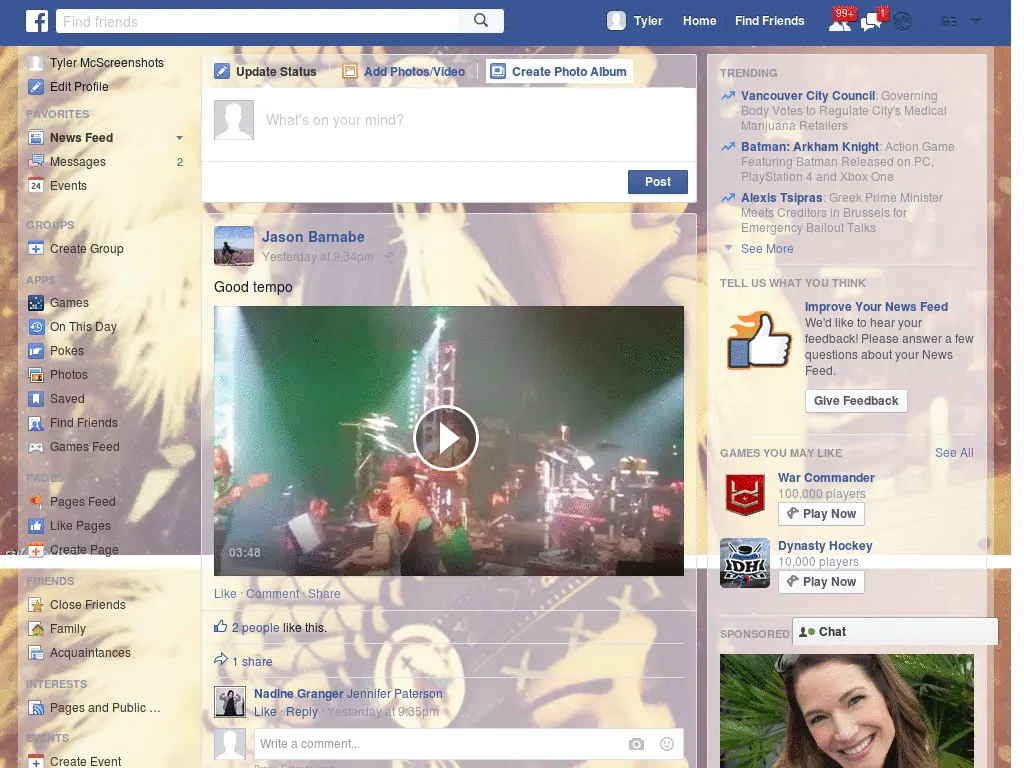 Find friends
Tyler
Home
Find Friends
99+
1
Tyler McScreenshots
Edit Profile
FAVORITES
News Feed
Messages 2
24 Events
GROUPS
Create Group
APPS
Games
On This Day
Pokes
Photos
Saved
Find Friends
Games Feed
PAGES
Pages Feed
Like Pages
Create Page
FRIENDS
Close Friends
Family
Acquaintances
INTERESTS
Pages and Public ...
EVENTS
Create Event
Update Status
Add Photos/Video
Create Photo Album
What's on your mind?
Post
Jason Barnabe
Yesterday at 9:34pm ·
Good tempo
03:48
Like · Comment · Share
2 people like this.
1 share
Nadine Granger Jennifer Paterson
Like · Reply · Yesterday at 9:35pm
Write a comment...
TRENDING
Vancouver City Council: Governing
Body Votes to Regulate City's Medical
Marijuana Retailers
Batman: Arkham Knight: Action Game
Featuring Batman Released on PC,
PlayStation 4 and Xbox One
Alexis Tsipras: Greek Prime Minister
Meets Creditors in Brussels for
Emergency Bailout Talks
See More
TELL US WHAT YOU THINK
Improve Your News Feed
We'd like to hear your
feedback! Please answer a few
questions about your News
Feed.
Give Feedback
GAMES YOU MAY LIKE See All
War Commander
100,000 players
Play Now
DH
Dynasty Hockey
10,000 players
Play Now
SPONSORED
Chat